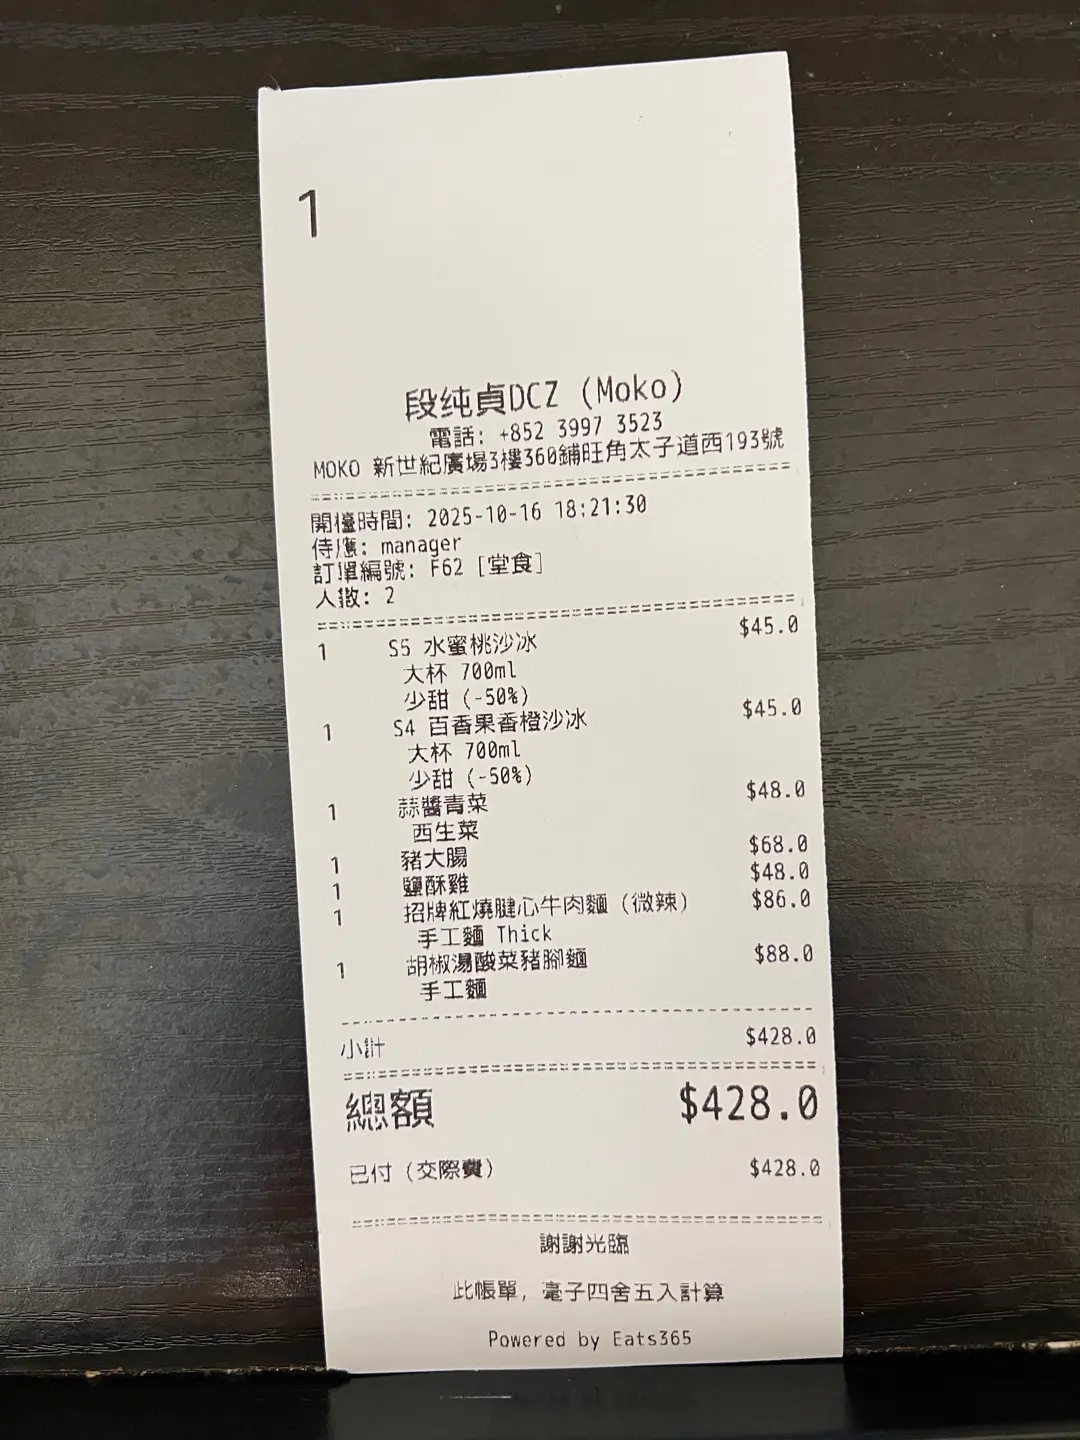 1
段纯貞DCZ (Moko)
電話: +852 3997 3523
MOKO 新世紀廣場3樓360鋪旺角太子道西193號
開檯時間: 2025-10-16 18:21:30
侍應: manager
訂單編號: F62 [堂食]
人數: 2
1 S5 水蜜桃沙冰 $45.0
大杯 700ml
少甜 (-50%)
1 S4 百香果香橙沙冰 $45.0
大杯 700ml
少甜 (-50%)
1 蒜醬青菜 $48.0
西生菜
1 豬大腸 $68.0
1 鹽酥雞 $48.0
1 招牌紅燒腱心牛肉麵 (微辣) $86.0
手工麵 Thick
1 胡椒湯酸菜豬腳麵 $88.0
手工麵
小計 $428.0
總額 $428.0
已付 (交際費) $428.0
謝謝光臨
此帳單, 毫子四舍五入計算
Powered by Eats365